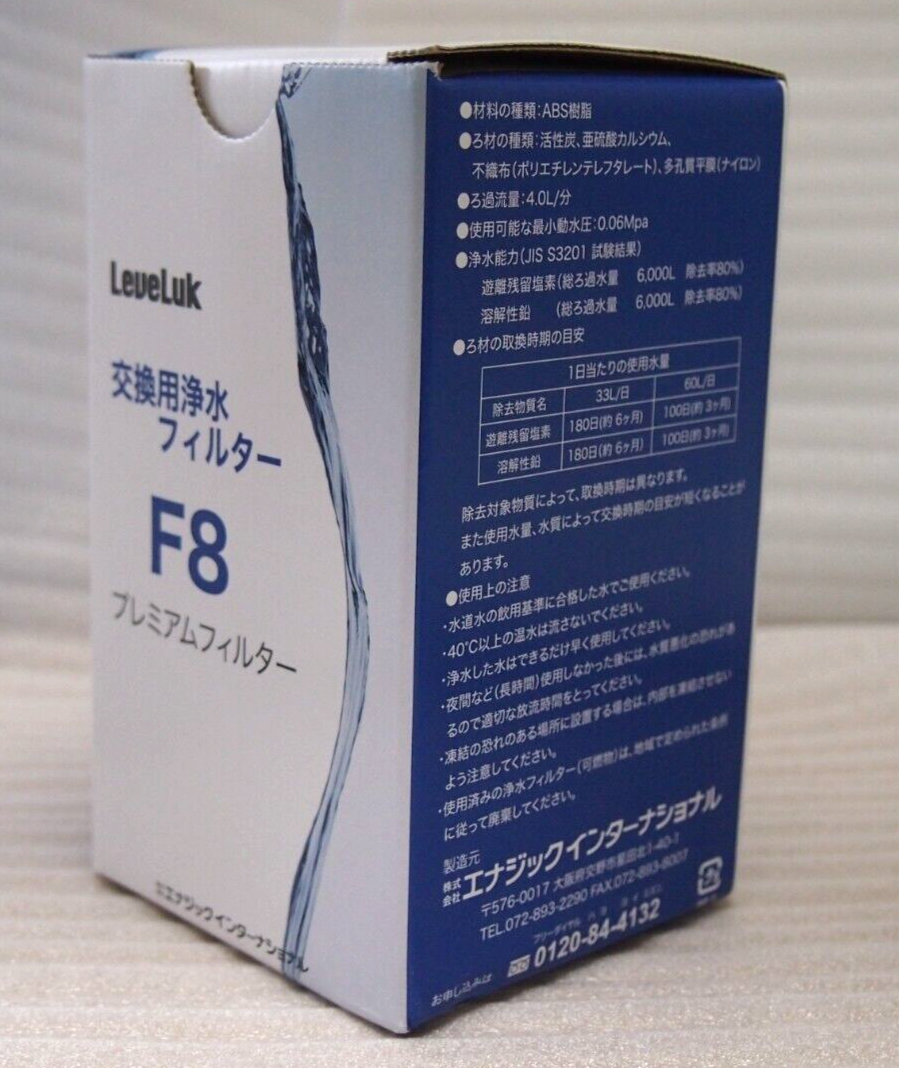 LeveLuk
交換用浄水
フィルター
F8
プレミアムフィルター
エナジックインターナショナル
●材料の種類:ABS樹脂
●ろ材の種類:活性炭、亜硫酸カルシウム、
不織布(ポリエチレンテレフタレート)、多孔質平膜(ナイロン)
●ろ過流量:4.0L/分
●使用可能な最小動水圧:0.06Mpa
●浄水能力(JIS S3201 試験結果)
遊離残留塩素(総ろ過水量 6,000L 除去率80%)
溶解性鉛 (総ろ過水量 6,000L 除去率80%)
●ろ材の取換時期の目安
1日当たりの使用水量
除去物質名 33L/日 60L/日
遊離残留塩素 180日(約 6ヶ月) 100日(約 3ヶ月)
溶解性鉛 180日(約 6ヶ月) 100日(約 3ヶ月)
除去対象物質によって、取換時期は異なります。
また使用水量、水質によって交換時期の目安が短くなることが
あります。
●使用上の注意
・水道水の飲用基準に合格した水でご使用ください。
・40℃以上の温水は流さないでください。
・浄水した水はできるだけ早く使用してください。
・夜間など(長時間)使用しなかった後には、水質悪化の恐れがあ
るので適切な放流時間をとってください。
・凍結の恐れのある場所に設置する場合は、内部を凍結させない
よう注意してください。
・使用済みの浄水フィルター(可燃物)は、地域で定められた条例
に従って廃棄してください。
製造元
株式会社 エナジックインターナショナル
〒576-0017 大阪府交野市星田北1-40-1
TEL.072-893-2290 FAX.072-893-8007
フリーダイヤル
お申し込みは 0120-84-4132